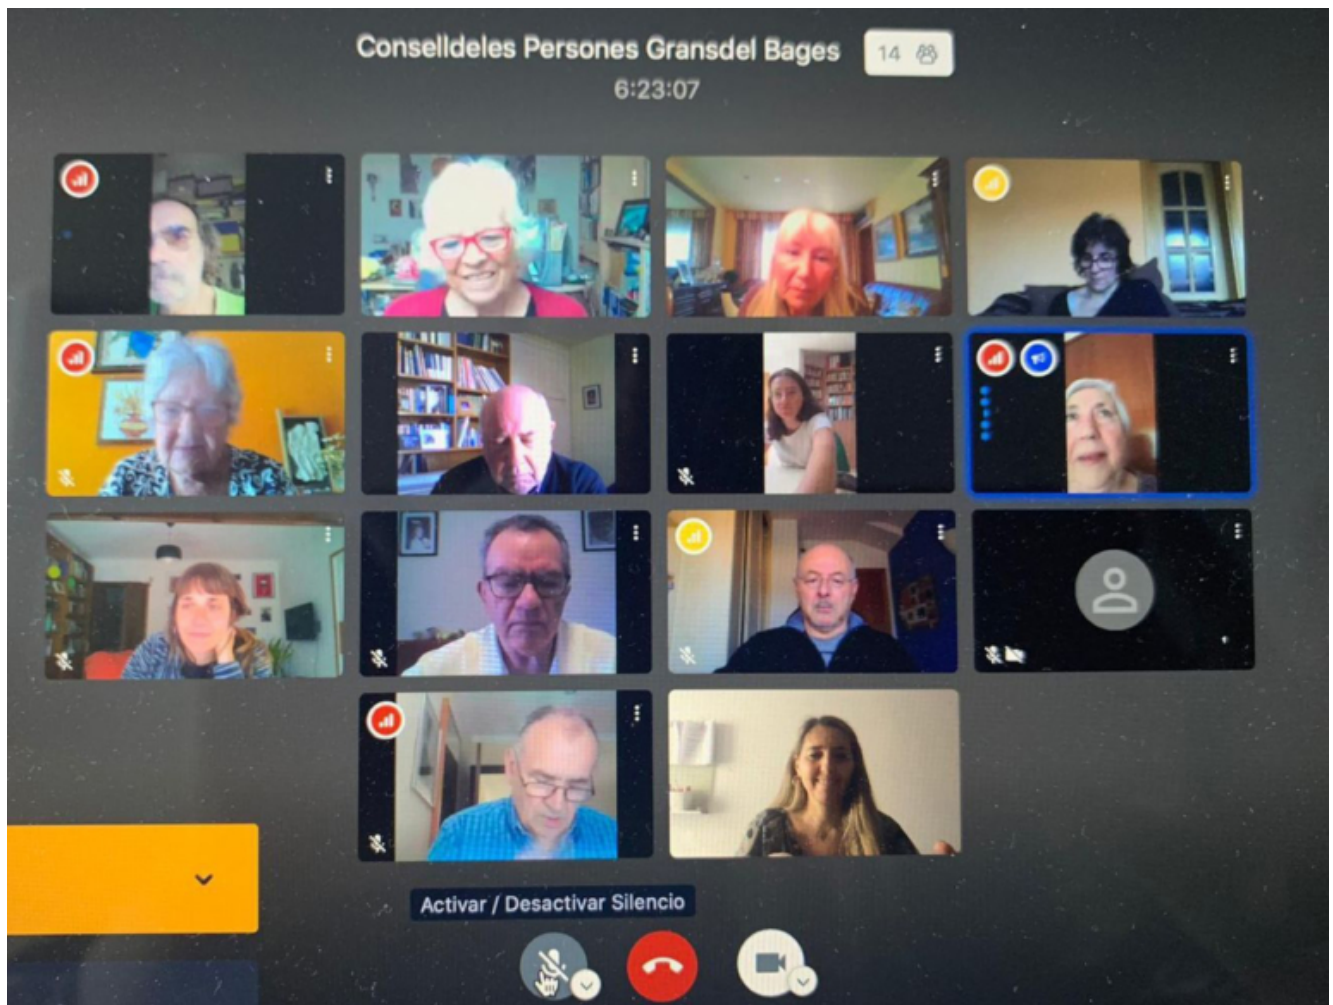 Conselldeles Persones Gransdel Bages 14
6:23:07
Activar / Desactivar Silencio